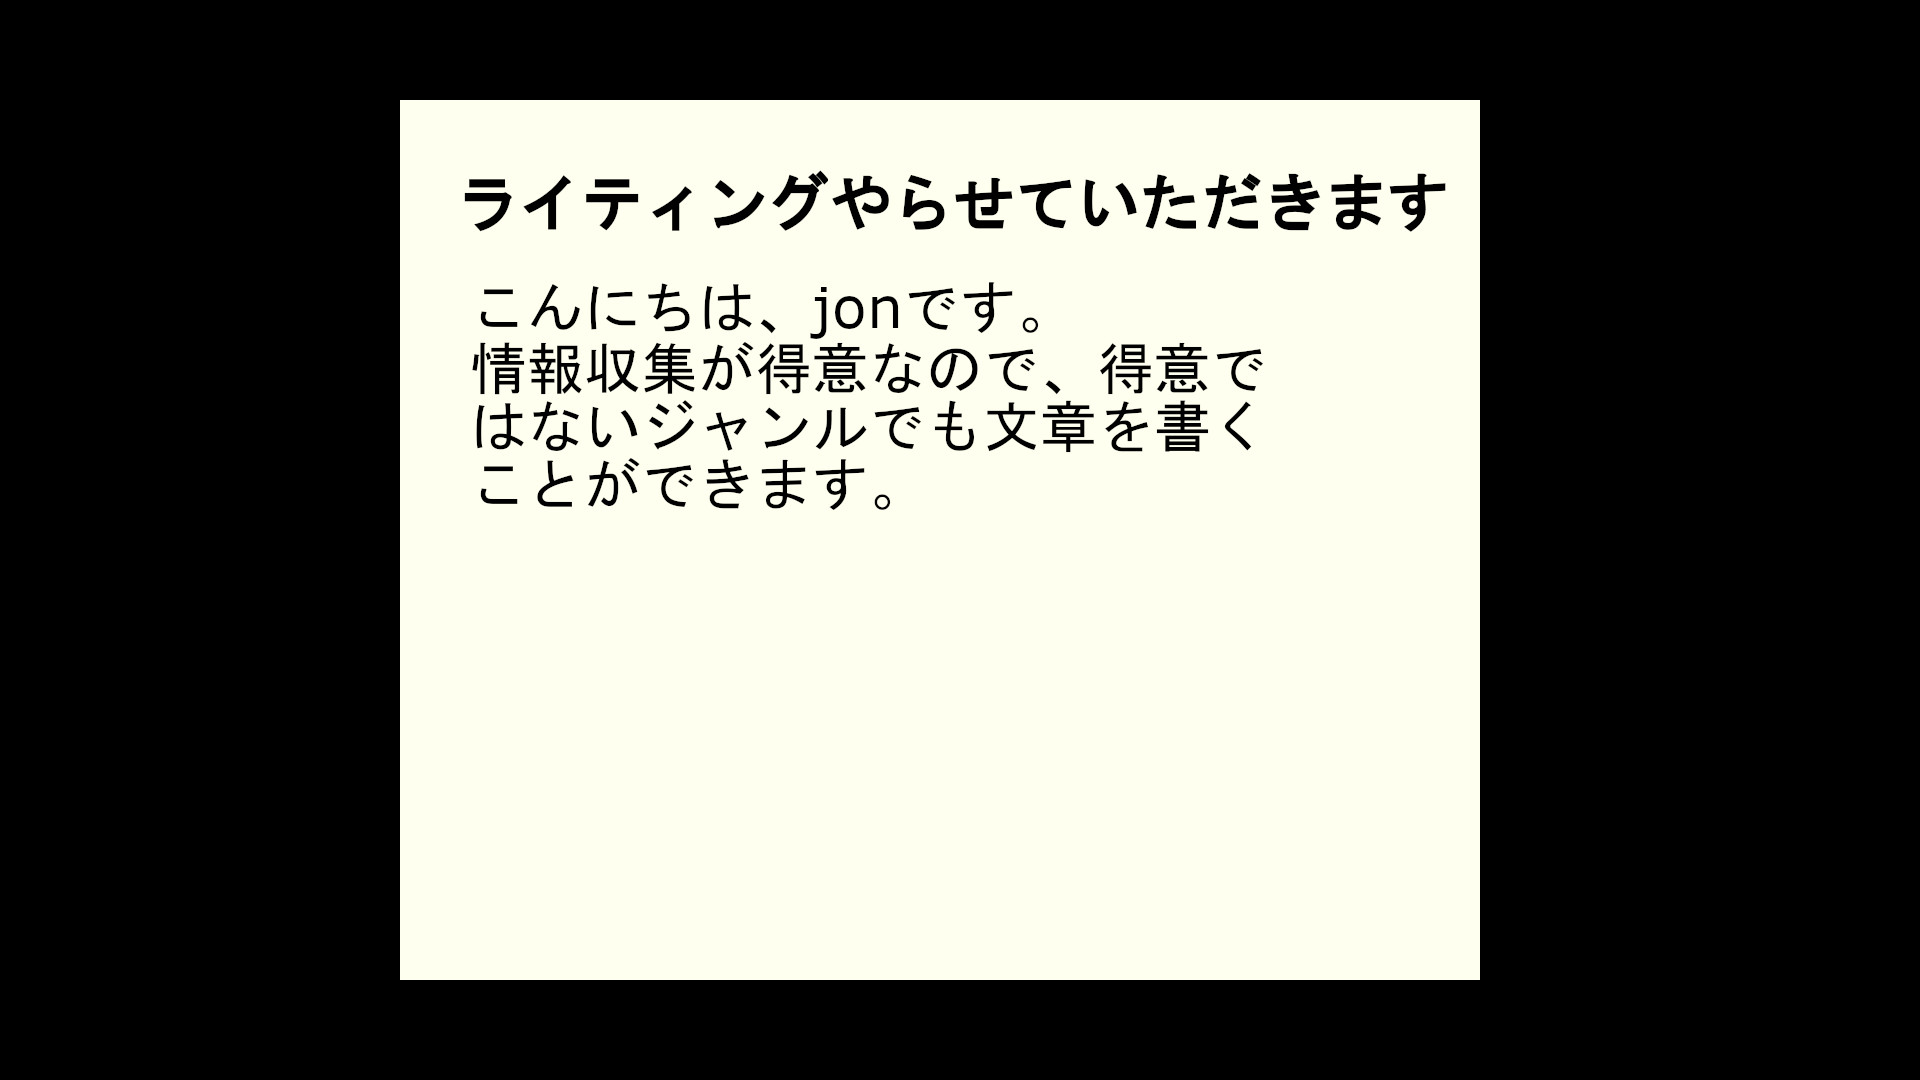 ライティングやらせていただきます
こんにちは、jonです。
情報収集が得意なので、得意で
はないジャンルでも文章を書く
ことができます。